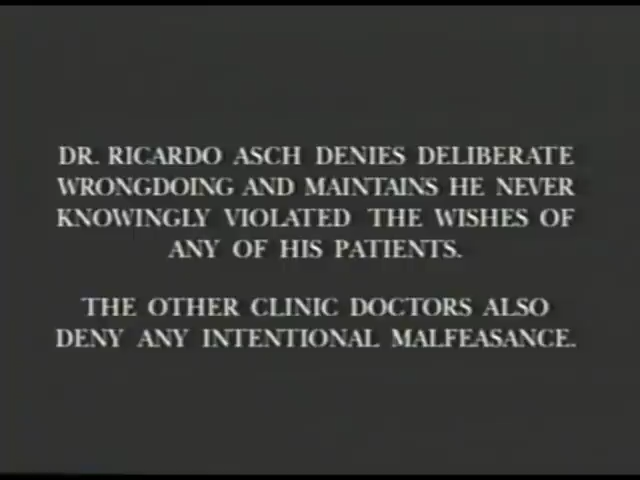 DR. RICARDO ASCH DENIES DELIBERATE
WRONGDOING AND MAINTAINS HE NEVER
KNOWINGLY VIOLATED THE WISHES OF
ANY OF HIS PATIENTS.
THE OTHER CLINIC DOCTORS ALSO
DENY ANY INTENTIONAL MALFEASANCE.